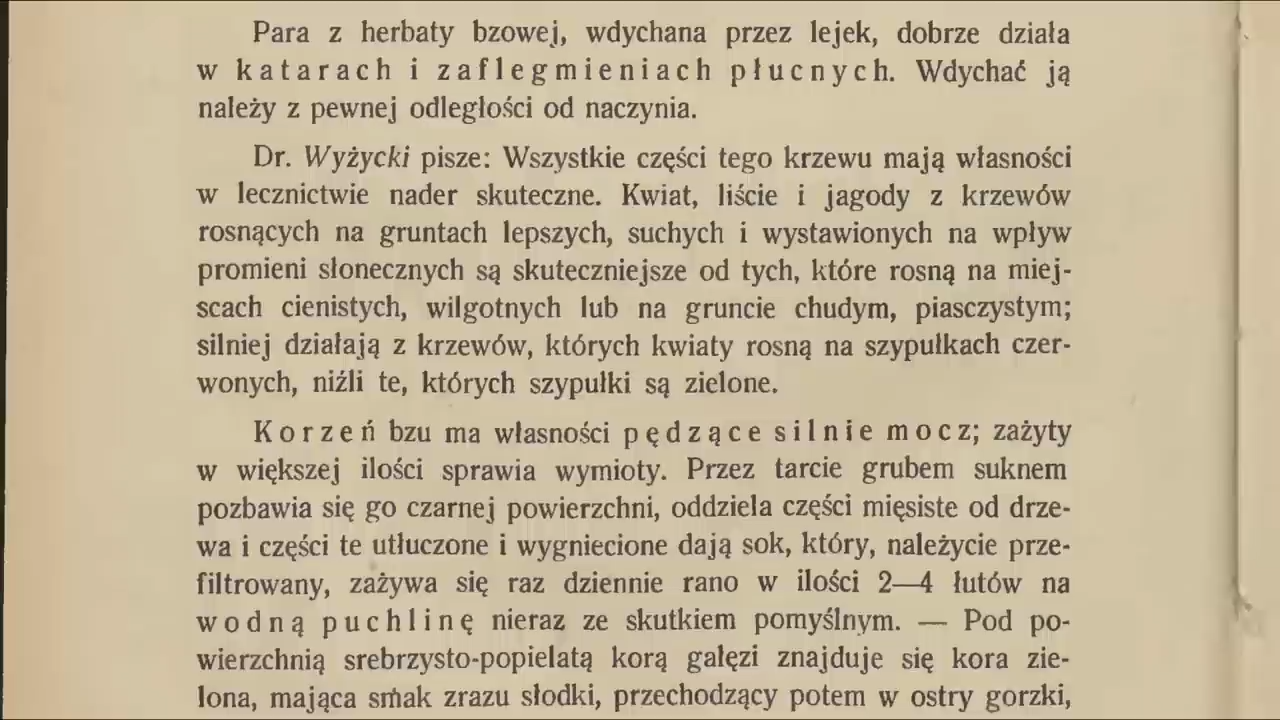 Para z herbaty bzowej, wdychana przez lejek, dobrze działa
w katarach i zaflegmieniach płucnych. Wdychać ją
należy z pewnej odległości od naczynia.
Dr. Wyżycki pisze: Wszystkie części tego krzewu mają własności
w lecznictwie nader skuteczne. Kwiat, liście i jagody z krzewów
rosnących na gruntach lepszych, suchych i wystawionych na wpływ
promieni słonecznych są skuteczniejsze od tych, które rosną na miej-
scach cienistych, wilgotnych lub na gruncie chudym, piasczystym;
silniej działają z krzewów, których kwiaty rosną na szypułkach czer-
wonych, niźli te, których szypułki są zielone.
Korzeń bzu ma własności pędzące silnie mocz; zażyty
w większej ilości sprawia wymioty. Przez tarcie grubem suknem
pozbawia się go czarnej powierzchni, oddziela części mięsiste od drze-
wa i części te utłuczone i wygniecione dają sok, który, należycie prze-
filtrowany, zażywa się raz dziennie rano w ilości 2—4 łutów na
wodną puchlinę nieraz ze skutkiem pomyślnym. — Pod po-
wierzchnią srebrzysto-popielatą korą gałęzi znajduje się kora zie-
lona, mająca smak zrazu słodki, przechodzący potem w ostry gorzki,